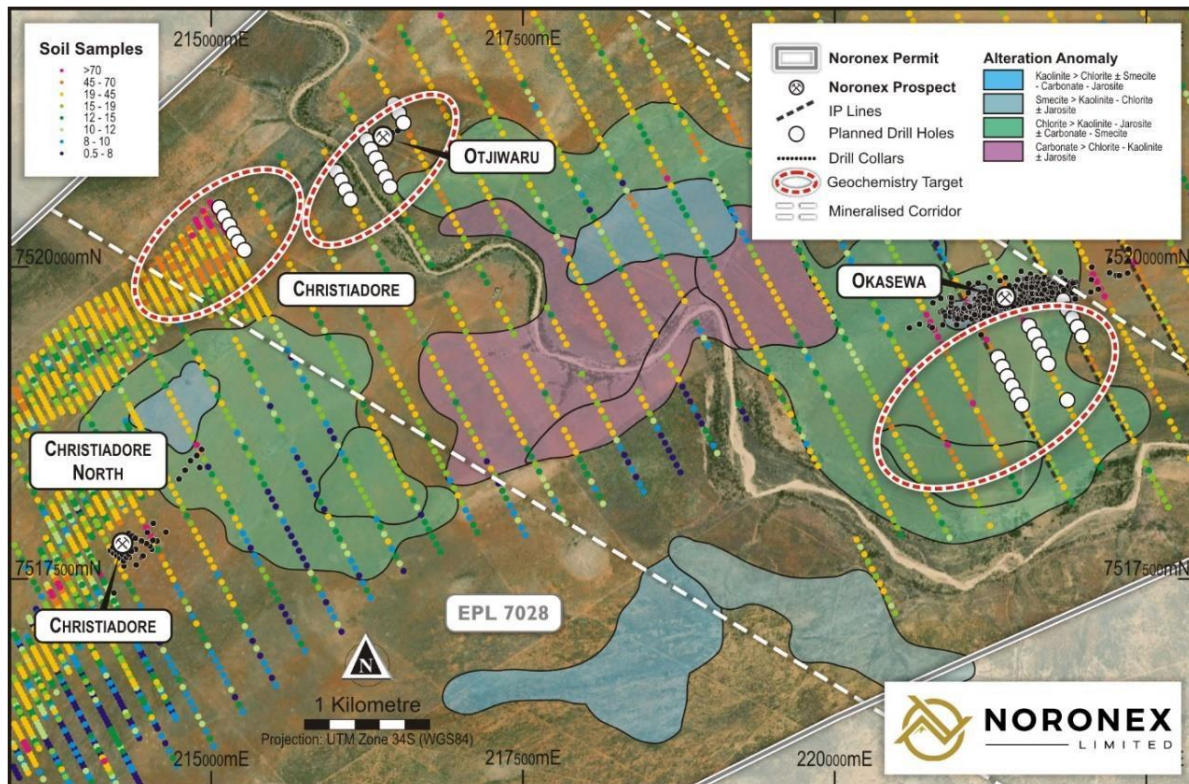 Soil Samples
>70
45 - 70
19 - 45
15 - 19
12 - 15
10 - 12
8 - 10
0.5 - 8
215000mE
217500mE
Noronex Permit
Noronex Prospect
IP Lines
Planned Drill Holes
Drill Collars
Geochemistry Target
Mineralised Corridor
Alteration Anomaly
Kaolinite > Chlorite ± Smecite
- Carbonate - Jarosite
Smecite > Kaolinite - Chlorite
± Jarosite
Chlorite > Kaolinite - Jarosite
± Carbonate - Smecite
Carbonate > Chlorite - Kaolinite
± Jarosite
OTJIWARU
7520000mN
7520000mN
CHRISTIADORE
OKASEWA
CHRISTIADORE
NORTH
7517500mN
7517500mN
CHRISTIADORE
EPL 7028
N
1 Kilometre
Projection: UTM Zone 34S (WGS84)
215000mE
217500mE
220000mE
NORONEX
LIMITED